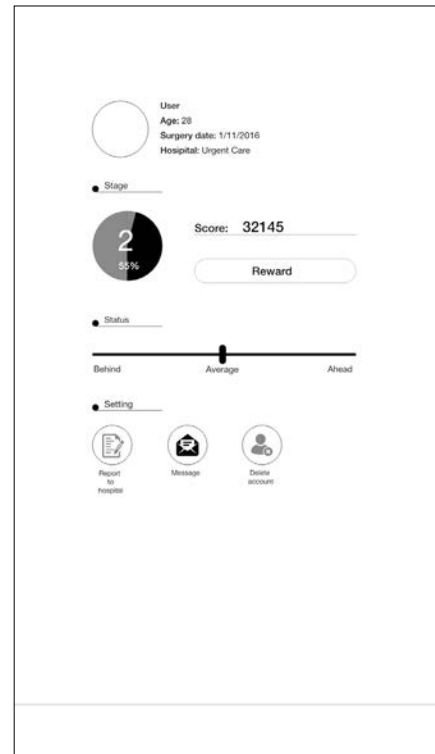 User
Age: 28
Surgery date: 1/11/2016
Hosipital: Urgent Care
Stage
2
55%
Score: 32145
Reward
Status
Behind Average Ahead
Setting
Report
to
hospital
Message
Delete
account